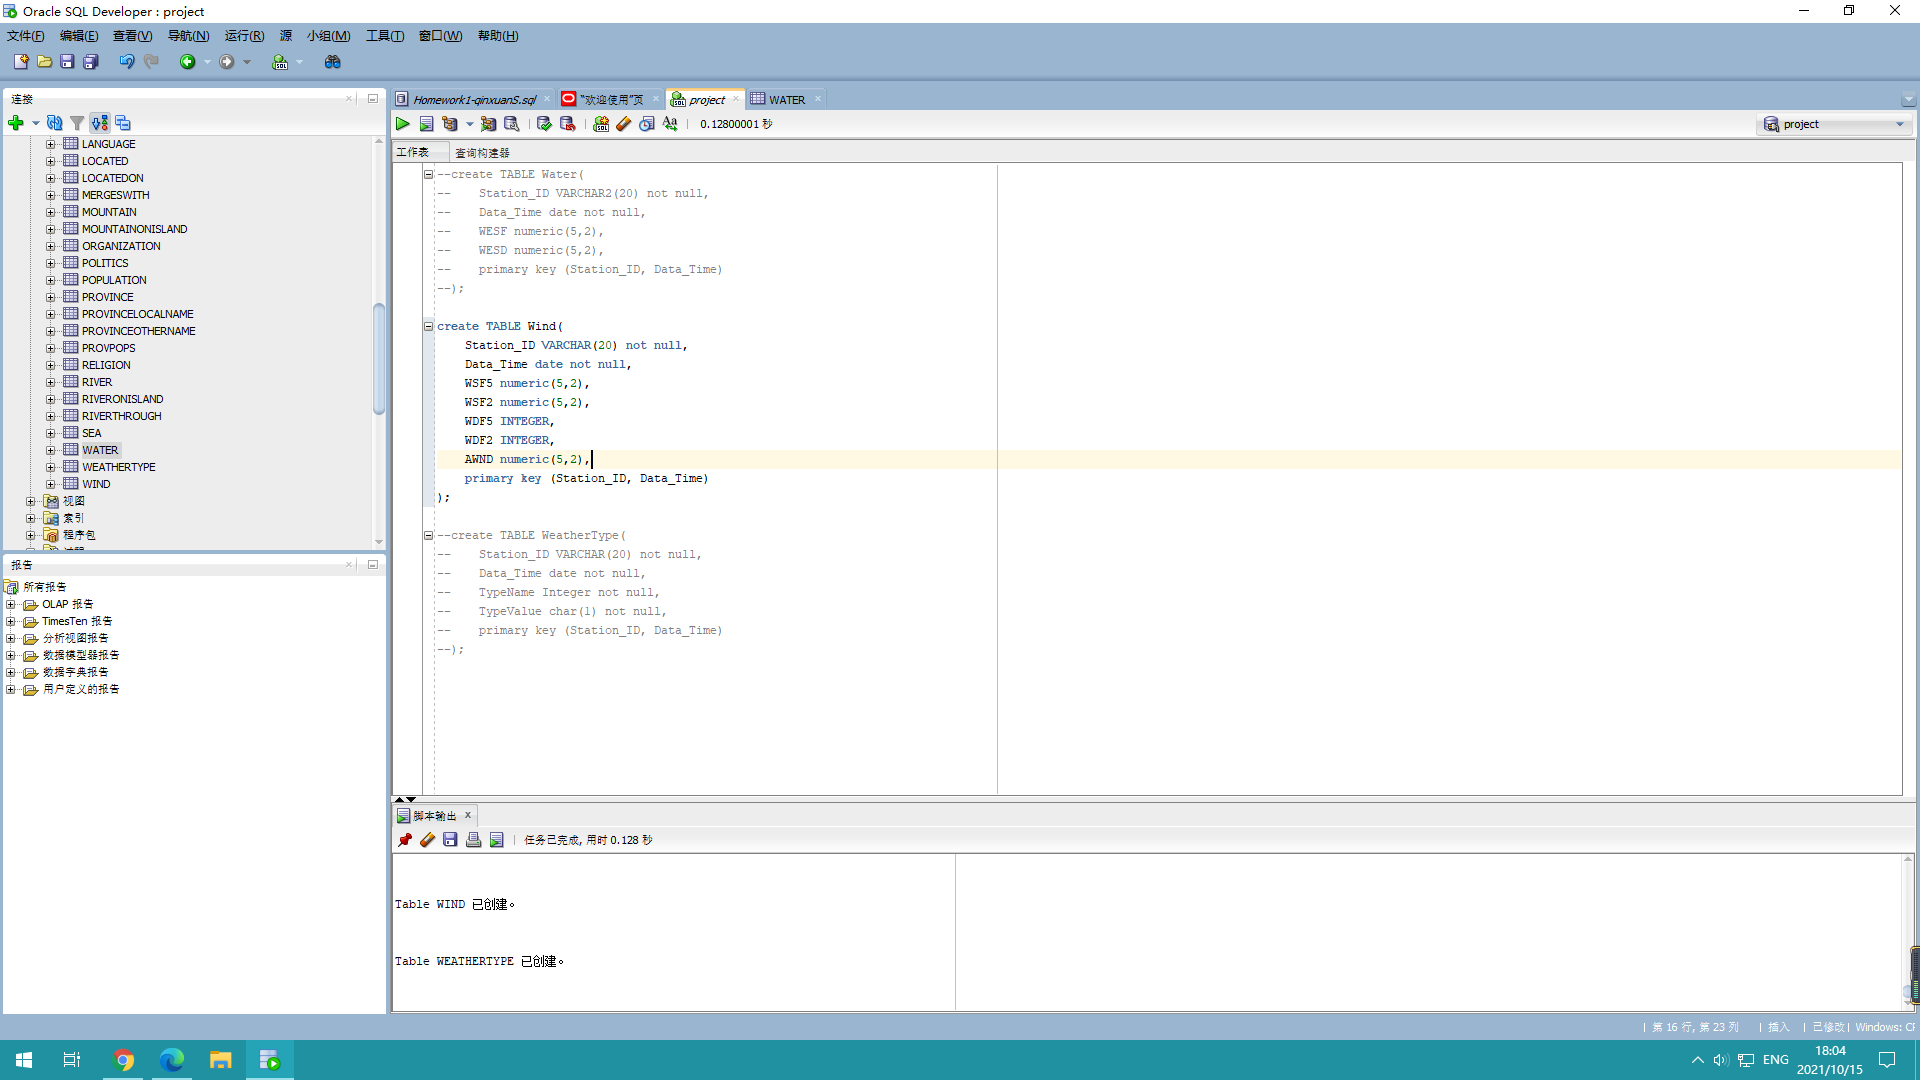 Oracle SQL Developer : project
文件(F) 编辑(E) 查看(V) 导航(N) 运行(R) 源 小组(M) 工具(T) 窗口(W) 帮助(H)
连接
LANGUAGE
LOCATED
LOCATEDON
MERGESWITH
MOUNTAIN
MOUNTAINONISLAND
ORGANIZATION
POLITICS
POPULATION
PROVINCE
PROVINCELOCALNAME
PROVINCEOTHERNAME
PROVPOPS
RELIGION
RIVER
RIVERONISLAND
RIVERTHROUGH
SEA
WATER
WEATHERTYPE
WIND
视图
索引
程序包
报告
所有报告
OLAP 报告
TimesTen 报告
分析视图报告
数据模型器报告
数据字典报告
用户定义的报告
Homework1-qinxuanS.sql "欢迎使用"页 project WATER
0.12800001 秒 project
工作表 查询构建器
--create TABLE Water(
--    Station_ID VARCHAR2(20) not null,
--    Data_Time date not null,
--    WESF numeric(5,2),
--    WESD numeric(5,2),
--    primary key (Station_ID, Data_Time)
--);
create TABLE Wind(
    Station_ID VARCHAR(20) not null,
    Data_Time date not null,
    WSF5 numeric(5,2),
    WSF2 numeric(5,2),
    WDF5 INTEGER,
    WDF2 INTEGER,
    AWND numeric(5,2),
    primary key (Station_ID, Data_Time)
);
--create TABLE WeatherType(
--    Station_ID VARCHAR(20) not null,
--    Data_Time date not null,
--    TypeName Integer not null,
--    TypeValue char(1) not null,
--    primary key (Station_ID, Data_Time)
--);
脚本输出
任务已完成, 用时 0.128 秒
Table WIND 已创建。
Table WEATHERTYPE 已创建。
第 16 行, 第 23 列 | 插入 | 已修改 | Windows: CF
ENG
18:04
2021/10/15